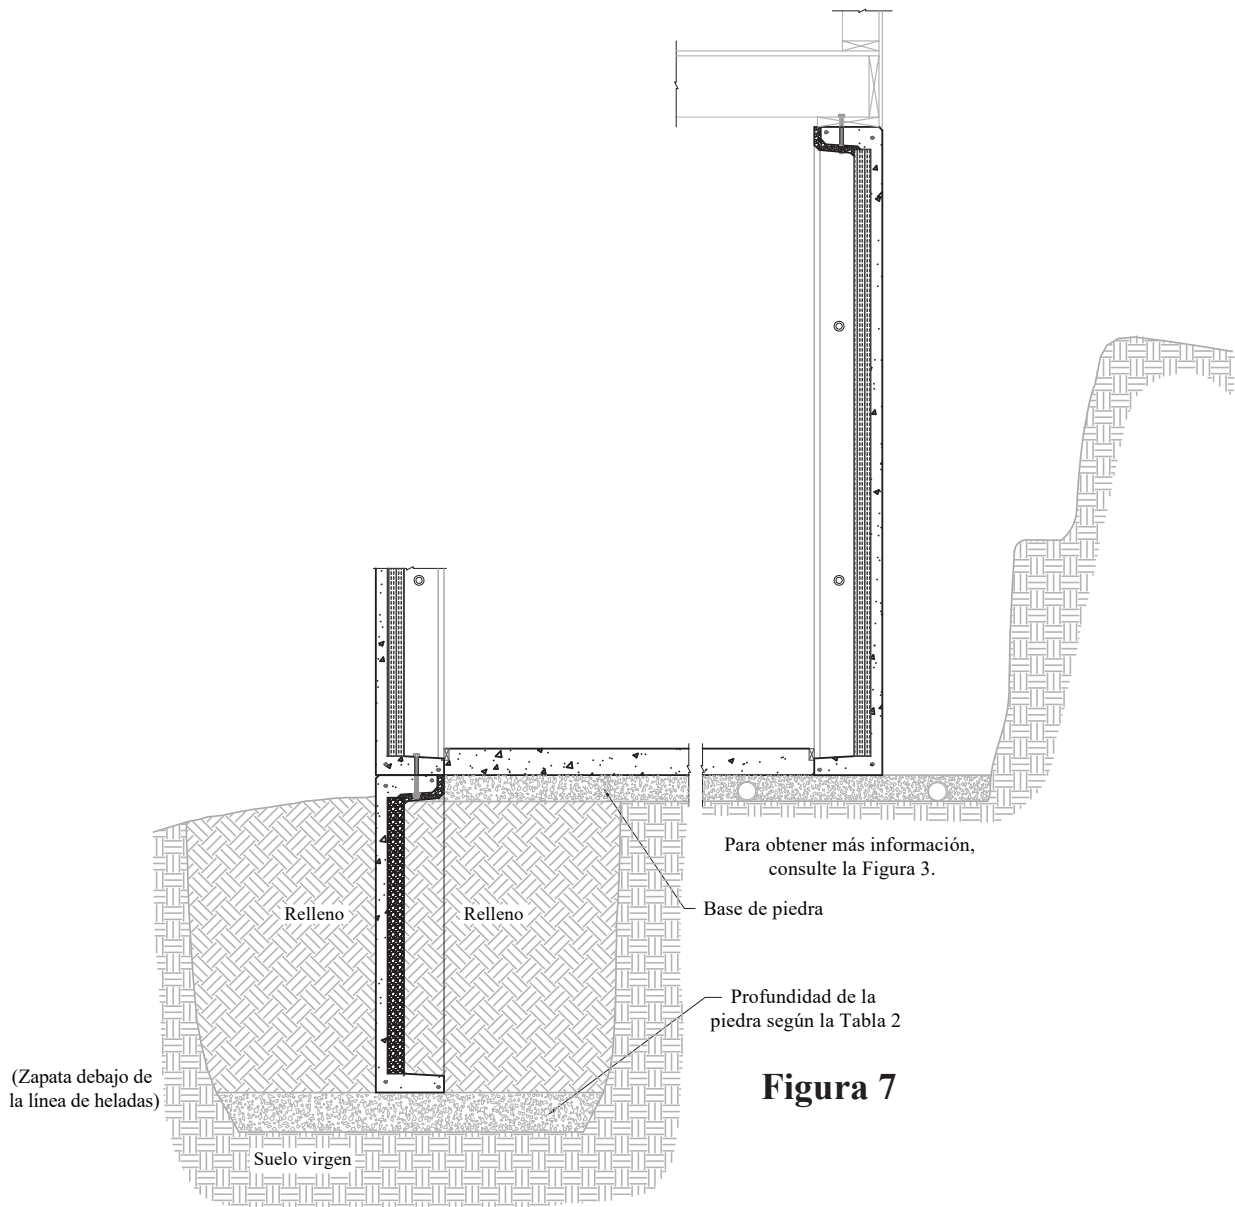 Para obtener más información,
consulte la Figura 3.
Base de piedra
Relleno
Relleno
Profundidad de la
piedra según la Tabla 2
(Zapata debajo de
la línea de heladas)
Figura 7
Suelo virgen